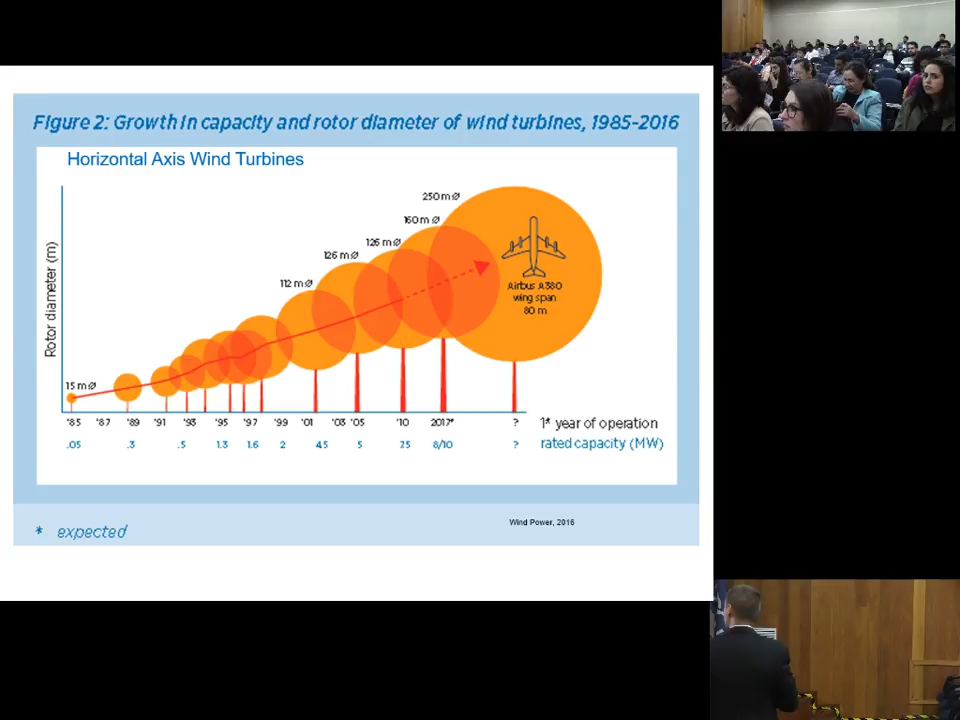 Figure 2: Growth in capacity and rotor diameter of wind turbines, 1985-2016
Horizontal Axis Wind Turbines
250 m Ø
160 m Ø
126 m Ø
126 m Ø
112 m Ø
15 m Ø
Rotor diameter (m)
Airbus A380
wing span
80 m
'85 '87 '89 '91 '93 '95 '97 '99 '01 '03 '05 '10 2017* ? 1st year of operation
.05 .3 .5 1.3 1.6 2 4.5 5 7.5 8/10 ? rated capacity (MW)
* expected
Wind Power, 2016